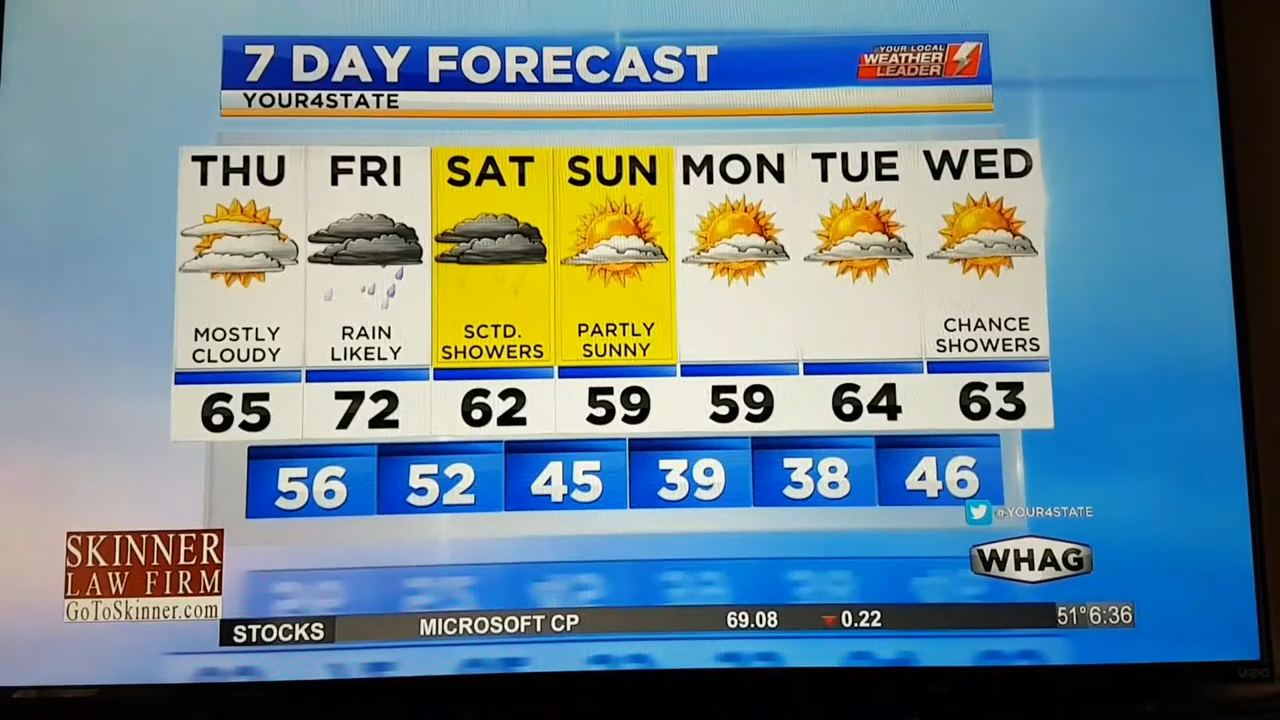 7 DAY FORECAST
YOUR LOCAL
WEATHER
LEADER
YOUR4STATE
THU FRI SAT SUN MON TUE WED
MOSTLY CLOUDY
RAIN LIKELY
SCTD. SHOWERS
PARTLY SUNNY
CHANCE SHOWERS
65 72 62 59 59 64 63
56 52 45 39 38 46
@YOUR4STATE
WHAG
SKINNER
LAW FIRM
GoToSkinner.com
STOCKS MICROSOFT CP 69.08 0.22 51° 6:36
VIZIO